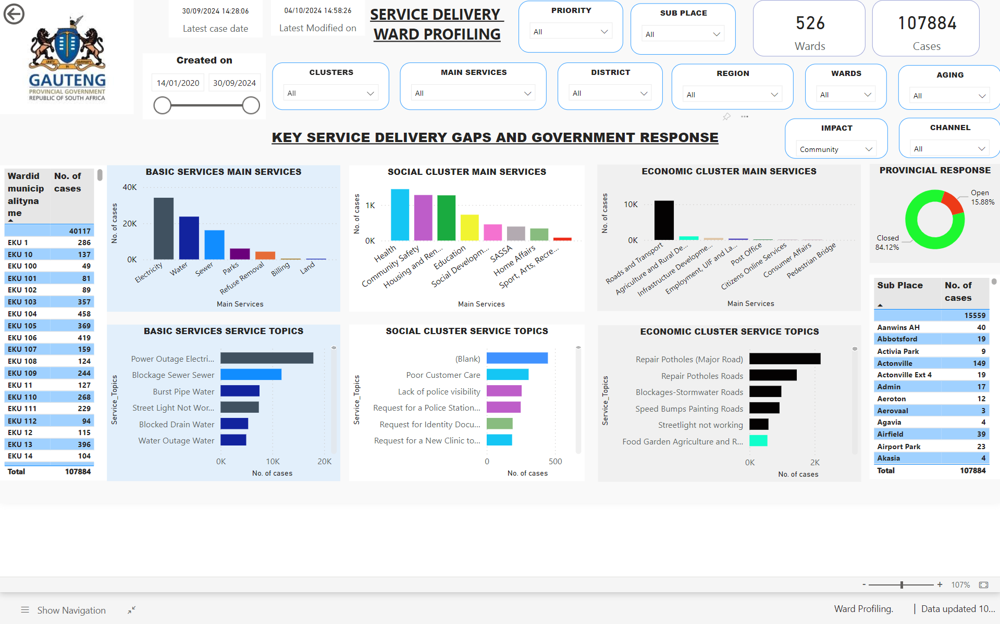 30/09/2024 14:28:06
Latest case date
04/10/2024 14:58:26
Latest Modified on
SERVICE DELIVERY
WARD PROFILING
PRIORITY
All
SUB PLACE
All
526
Wards
107884
Cases
UNITY IN DIVERSITY
GAUTENG
PROVINCIAL GOVERNMENT
REPUBLIC OF SOUTH AFRICA
Created on
14/01/2020
30/09/2024
CLUSTERS
All
MAIN SERVICES
All
DISTRICT
All
REGION
All
WARDS
All
AGING
All
KEY SERVICE DELIVERY GAPS AND GOVERNMENT RESPONSE
IMPACT
Community
CHANNEL
All
Wardid
municip
alityna
me
No. of
cases
40117
EKU 1 286
EKU 10 137
EKU 100 49
EKU 101 81
EKU 102 89
EKU 103 357
EKU 104 458
EKU 105 369
EKU 106 419
EKU 107 159
EKU 108 124
EKU 109 244
EKU 11 127
EKU 110 268
EKU 111 229
EKU 112 94
EKU 12 115
EKU 13 396
EKU 14 104
Total 107884
BASIC SERVICES MAIN SERVICES
No. of cases
40K
20K
0K
Electricity
Water
Sewer
Parks
Refuse Removal
Billing
Land
Main Services
SOCIAL CLUSTER MAIN SERVICES
No. of cases
1K
0K
Health
Community Safety
Housing and Ren...
Education
Social Developm...
SASSA
Home Affairs
Sport, Arts, Recre...
Main Services
ECONOMIC CLUSTER MAIN SERVICES
No. of cases
10K
0K
Roads and Transport
Agriculture and Rural De...
Infrastructure Developme...
Employment, UIF and La...
Post Office
Citizens Online Services
Consumer Affairs
Pedestrian Bridge
Main Services
PROVINCIAL RESPONSE
Open
15.88%
Closed
84.12%
BASIC SERVICES SERVICE TOPICS
Service_Topics
Power Outage Electri...
Blockage Sewer Sewer
Burst Pipe Water
Street Light Not Wor...
Blocked Drain Water
Water Outage Water
0K 10K 20K
No. of cases
SOCIAL CLUSTER SERVICE TOPICS
Service_Topics
(Blank)
Poor Customer Care
Lack of police visibility
Request for a Police Station...
Request for Identity Docu...
Request for a New Clinic to...
0 500
No. of cases
ECONOMIC CLUSTER SERVICE TOPICS
Service_Topics
Repair Potholes (Major Road)
Repair Potholes Roads
Blockages-Stormwater Roads
Speed Bumps Painting Roads
Streetlight not working
Food Garden Agriculture and R...
0K 2K
No. of cases
Sub Place
No. of
cases
15559
Aanwins AH 40
Abbotsford 19
Activia Park 9
Actonville 149
Actonville Ext 4 19
Admin 17
Aeroton 12
Aerovaal 3
Agavia 4
Airfield 39
Airport Park 23
Akasia 4
Total 107884
- + 107%
Show Navigation
Ward Profiling.
| Data updated 10...